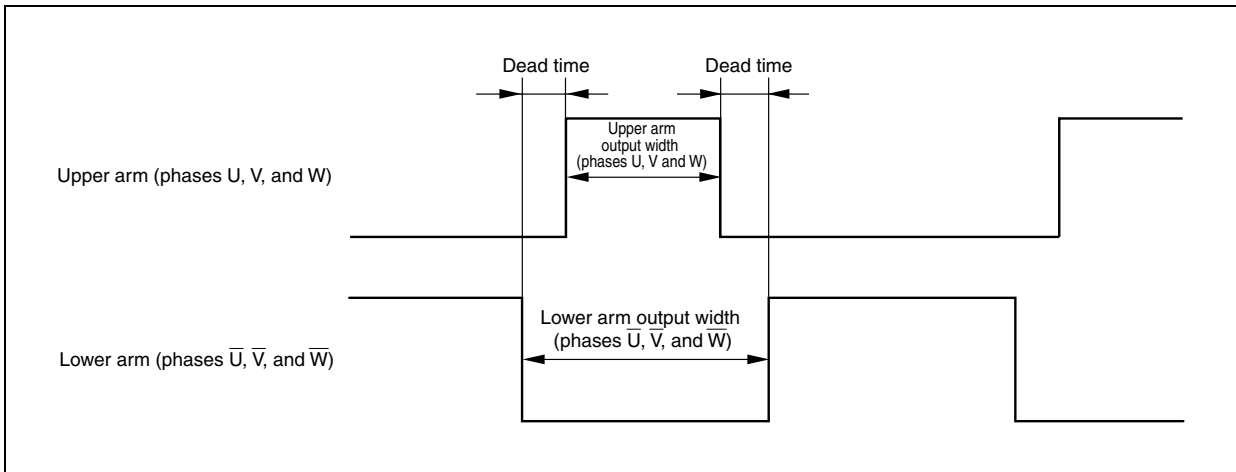 Dead time
Dead time
Upper arm
output width
(phases U, V and W)
Upper arm (phases U, V, and W)
Lower arm output width
(phases U̅, V̅, and W̅)
Lower arm (phases U̅, V̅, and W̅)